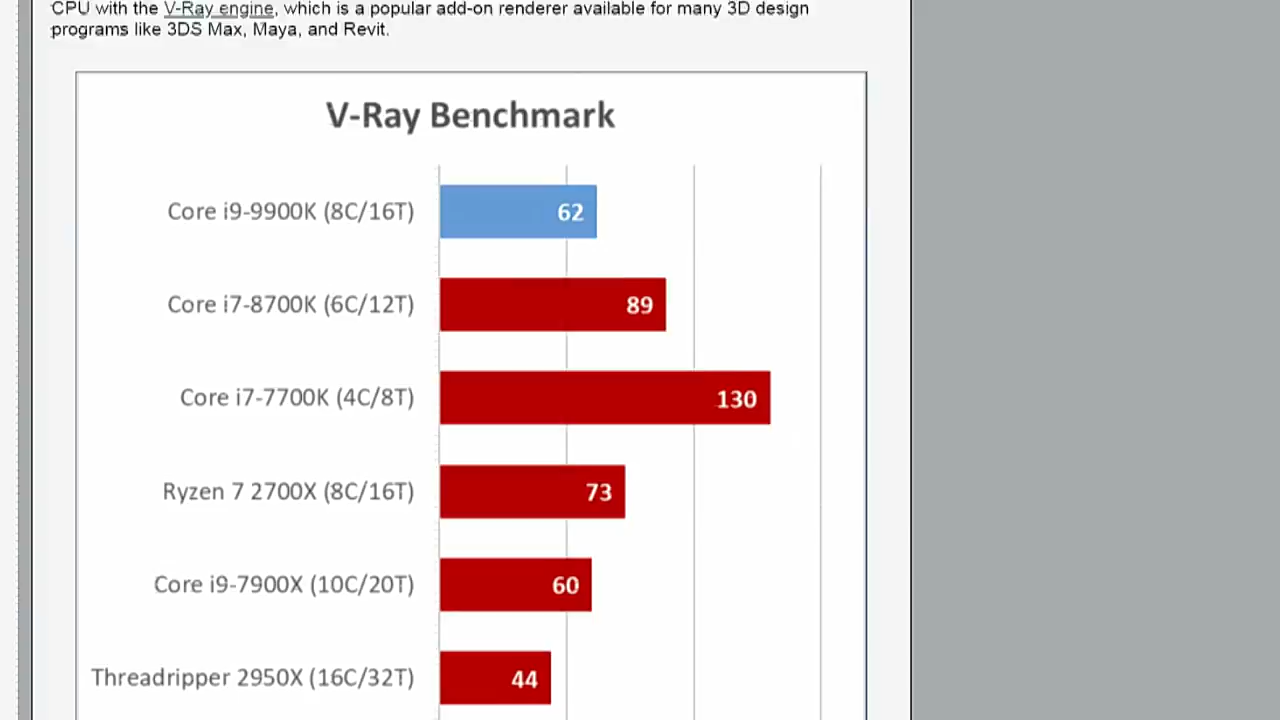 CPU with the V-Ray engine, which is a popular add-on renderer available for many 3D design
programs like 3DS Max, Maya, and Revit.
V-Ray Benchmark
Core i9-9900K (8C/16T) 62
Core i7-8700K (6C/12T) 89
Core i7-7700K (4C/8T) 130
Ryzen 7 2700X (8C/16T) 73
Core i9-7900X (10C/20T) 60
Threadripper 2950X (16C/32T) 44